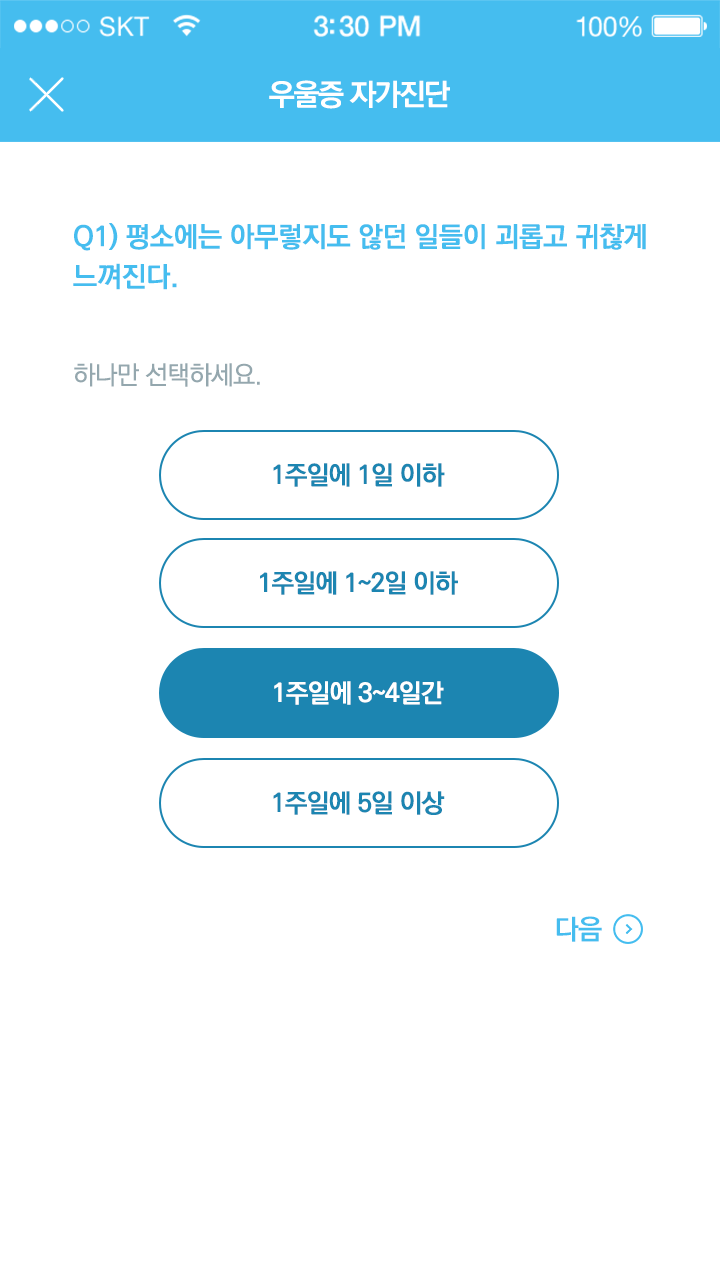 SKT 3:30 PM 100%
우울증 자가진단
Q1) 평소에는 아무렇지도 않던 일들이 괴롭고 귀찮게
느껴진다.
하나만 선택하세요.
1주일에 1일 이하
1주일에 1~2일 이하
1주일에 3~4일간
1주일에 5일 이상
다음